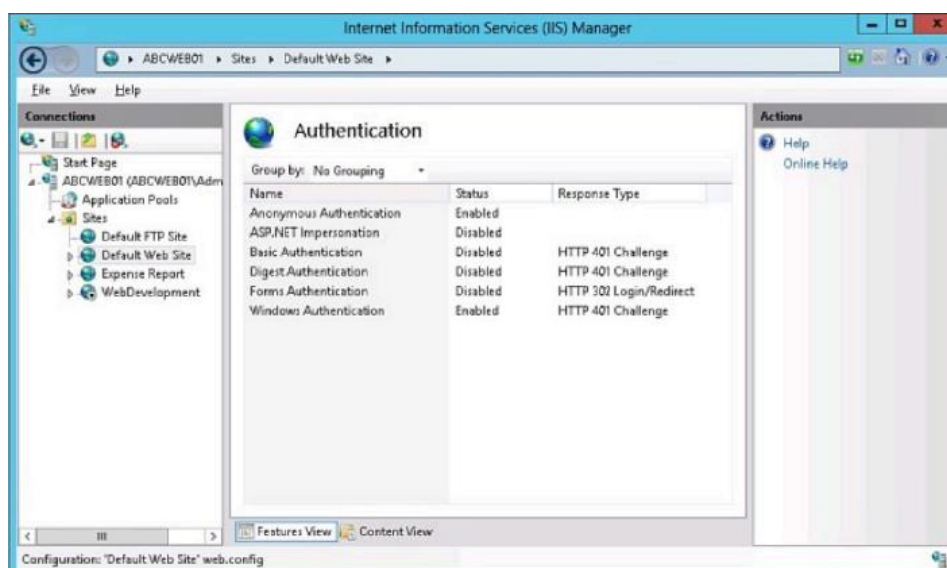 Internet Information Services (IIS) Manager
ABCWEB01 Sites Default Web Site
File View Help
Connections
Start Page
ABCWEB01 (ABCWEB01\Adm
Application Pools
Sites
Default FTP Site
Default Web Site
Expense Report
WebDevelopment
Authentication
Group by: No Grouping
Name Status Response Type
Anonymous Authentication Enabled
ASP.NET Impersonation Disabled
Basic Authentication Disabled HTTP 401 Challenge
Digest Authentication Disabled HTTP 401 Challenge
Forms Authentication Disabled HTTP 302 Login/Redirect
Windows Authentication Enabled HTTP 401 Challenge
Features View Content View
Actions
Help
Online Help
Configuration: 'Default Web Site' web.config